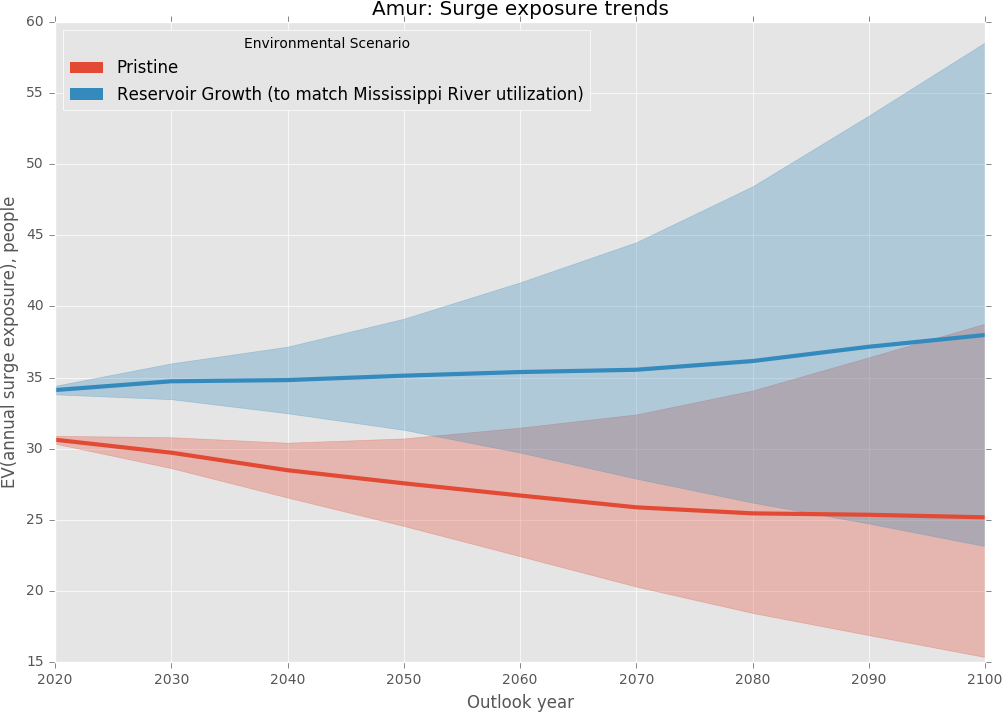 Amur: Surge exposure trends
Environmental Scenario
Pristine
Reservoir Growth (to match Mississippi River utilization)
EV(annual surge exposure), people
60
55
50
45
40
35
30
25
20
15
2020 2030 2040 2050 2060 2070 2080 2090 2100
Outlook year